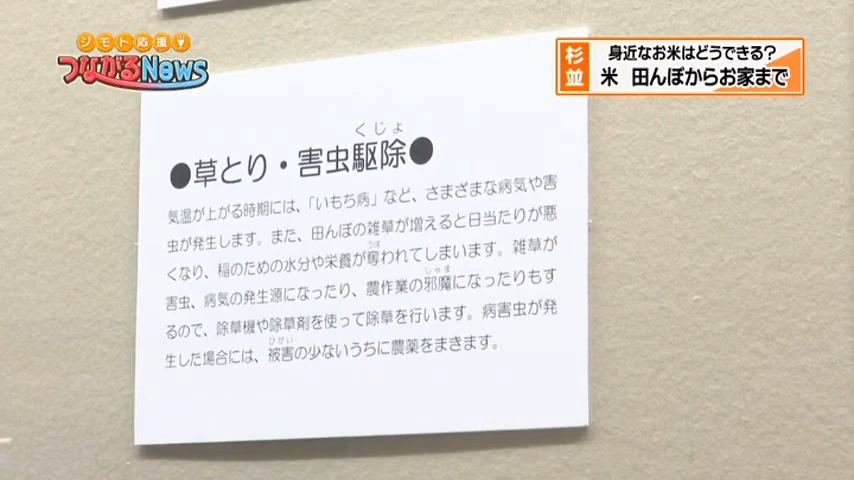 ジモト応援
つながるNEWS
杉並
身近なお米はどうできる?
米 田んぼからお家まで
くじょ
●草とり・害虫駆除●
気温が上がる時期には、「いもち病」など、さまざまな病気や害
虫が発生します。また、田んぼの雑草が増えると日当たりが悪
くなり、稲のための水分や栄養が奪われてしまいます。雑草が
うば
害虫、病気の発生源になったり、農作業の邪魔になったりもす
じゃま
るので、除草機や除草剤を使って除草を行います。病害虫が発
生した場合には、被害の少ないうちに農薬をまきます。
ひがい